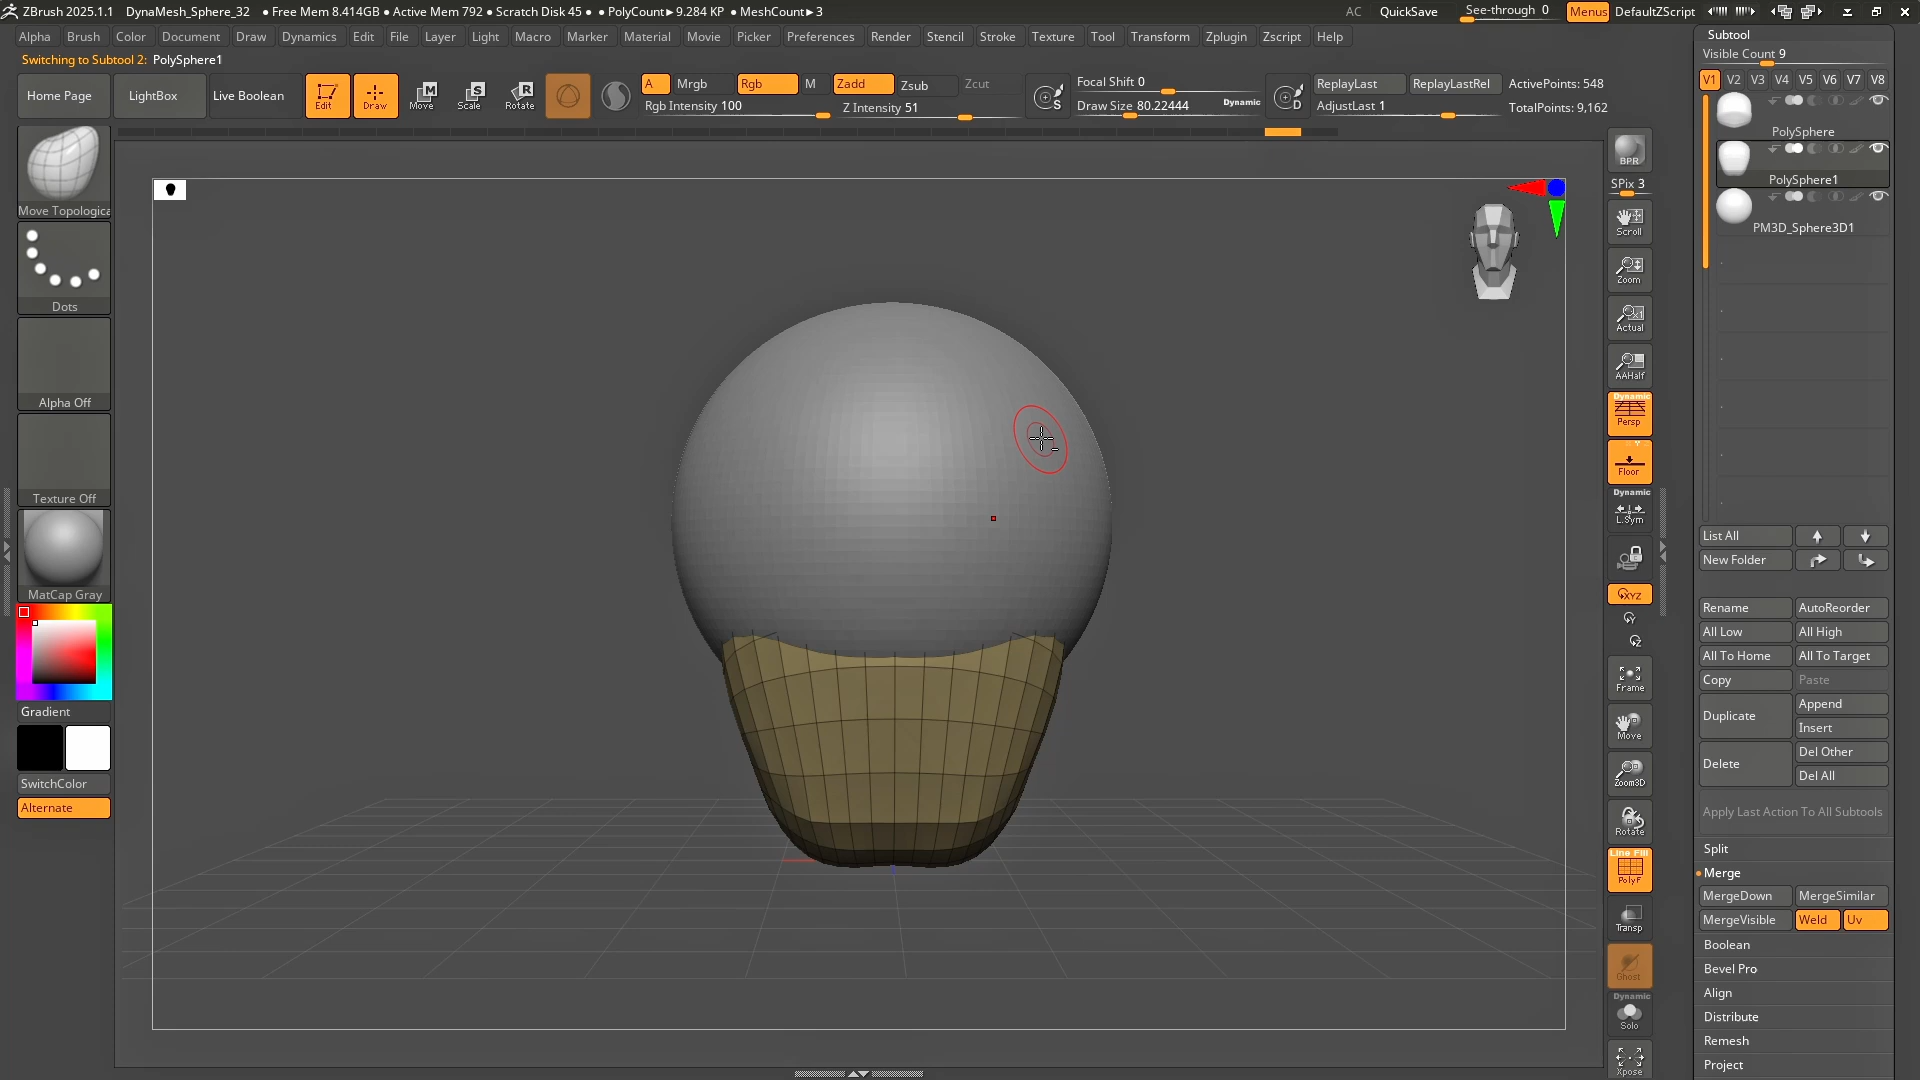 ZBrush 2025.1.1 DynaMesh_Sphere_32 ● Free Mem 8.414GB ● Active Mem 792 ● Scratch Disk 45 ● ● PolyCount►9.284 KP ● MeshCount►3 AC QuickSave See-through 0 Menus DefaultZScript
Alpha Brush Color Document Draw Dynamics Edit File Layer Light Macro Marker Material Movie Picker Preferences Render Stencil Stroke Texture Tool Transform Zplugin Zscript Help
Switching to Subtool 2: PolySphere1
Home Page LightBox Live Boolean Edit Draw Move Scale Rotate
A Mrgb Rgb M Zadd Zsub Zcut
Rgb Intensity 100 Z Intensity 51
Focal Shift 0
Draw Size 80.22444 Dynamic
S D
ReplayLast ReplayLastRel ActivePoints: 548
AdjustLast 1 TotalPoints: 9,162
Move Topologica
Dots
Alpha Off
Texture Off
MatCap Gray
Gradient
SwitchColor
Alternate
BPR
SPix 3
Scroll
Zoom
Actual
AAHalf
Dynamic
Persp
Floor
Dynamic
L.Sym
XYZ
Y
Z
Frame
Move
Zoom3D
Rotate
Line Fill
PolyF
Transp
Ghost
Dynamic
Solo
Xpose
Subtool
Visible Count 9
V1 V2 V3 V4 V5 V6 V7 V8
PolySphere
PolySphere1
PM3D_Sphere3D1
List All
New Folder
Rename AutoReorder
All Low All High
All To Home All To Target
Copy Paste
Duplicate Append
Insert
Delete Del Other
Del All
Apply Last Action To All Subtools
Split
Merge
MergeDown MergeSimilar
MergeVisible Weld Uv
Boolean
Bevel Pro
Align
Distribute
Remesh
Project